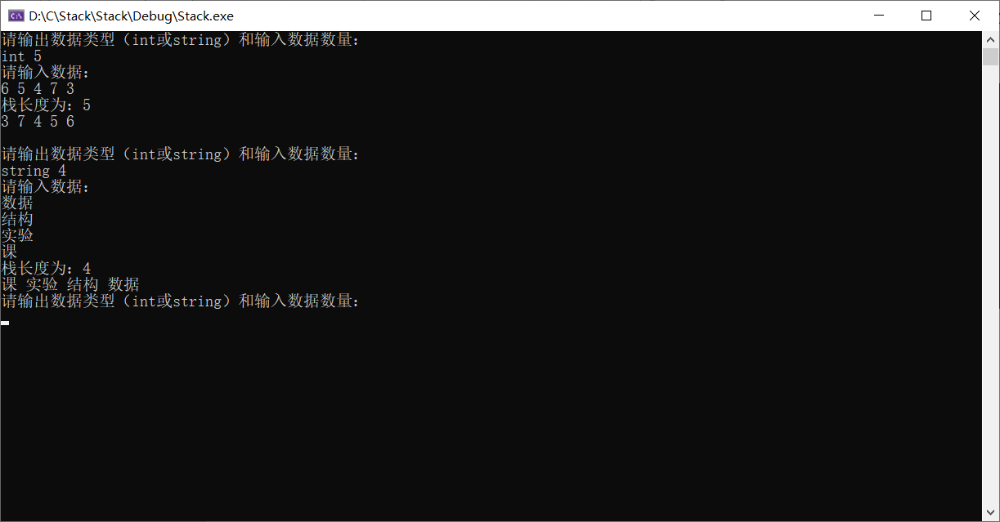 D:\C\Stack\Stack\Debug\Stack.exe
请输出数据类型（int或string）和输入数据数量：
int 5
请输入数据：
6 5 4 7 3
栈长度为：5
3 7 4 5 6
请输出数据类型（int或string）和输入数据数量：
string 4
请输入数据：
数据
结构
实验
课
栈长度为：4
课 实验 结构 数据
请输出数据类型（int或string）和输入数据数量：